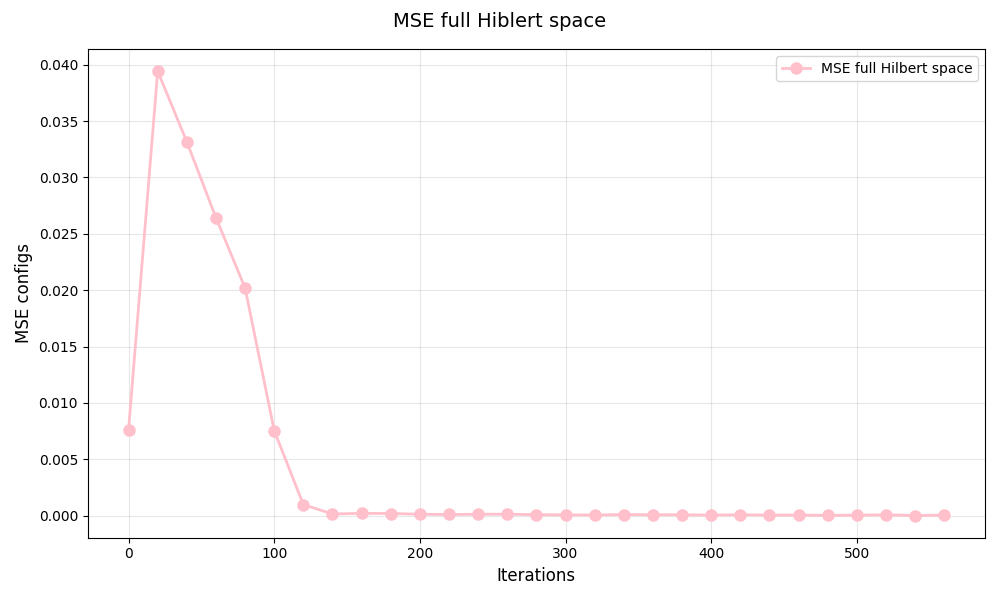 MSE full Hiblert space
MSE full Hilbert space
MSE configs
0.040
0.035
0.030
0.025
0.020
0.015
0.010
0.005
0.000
0 100 200 300 400 500
Iterations